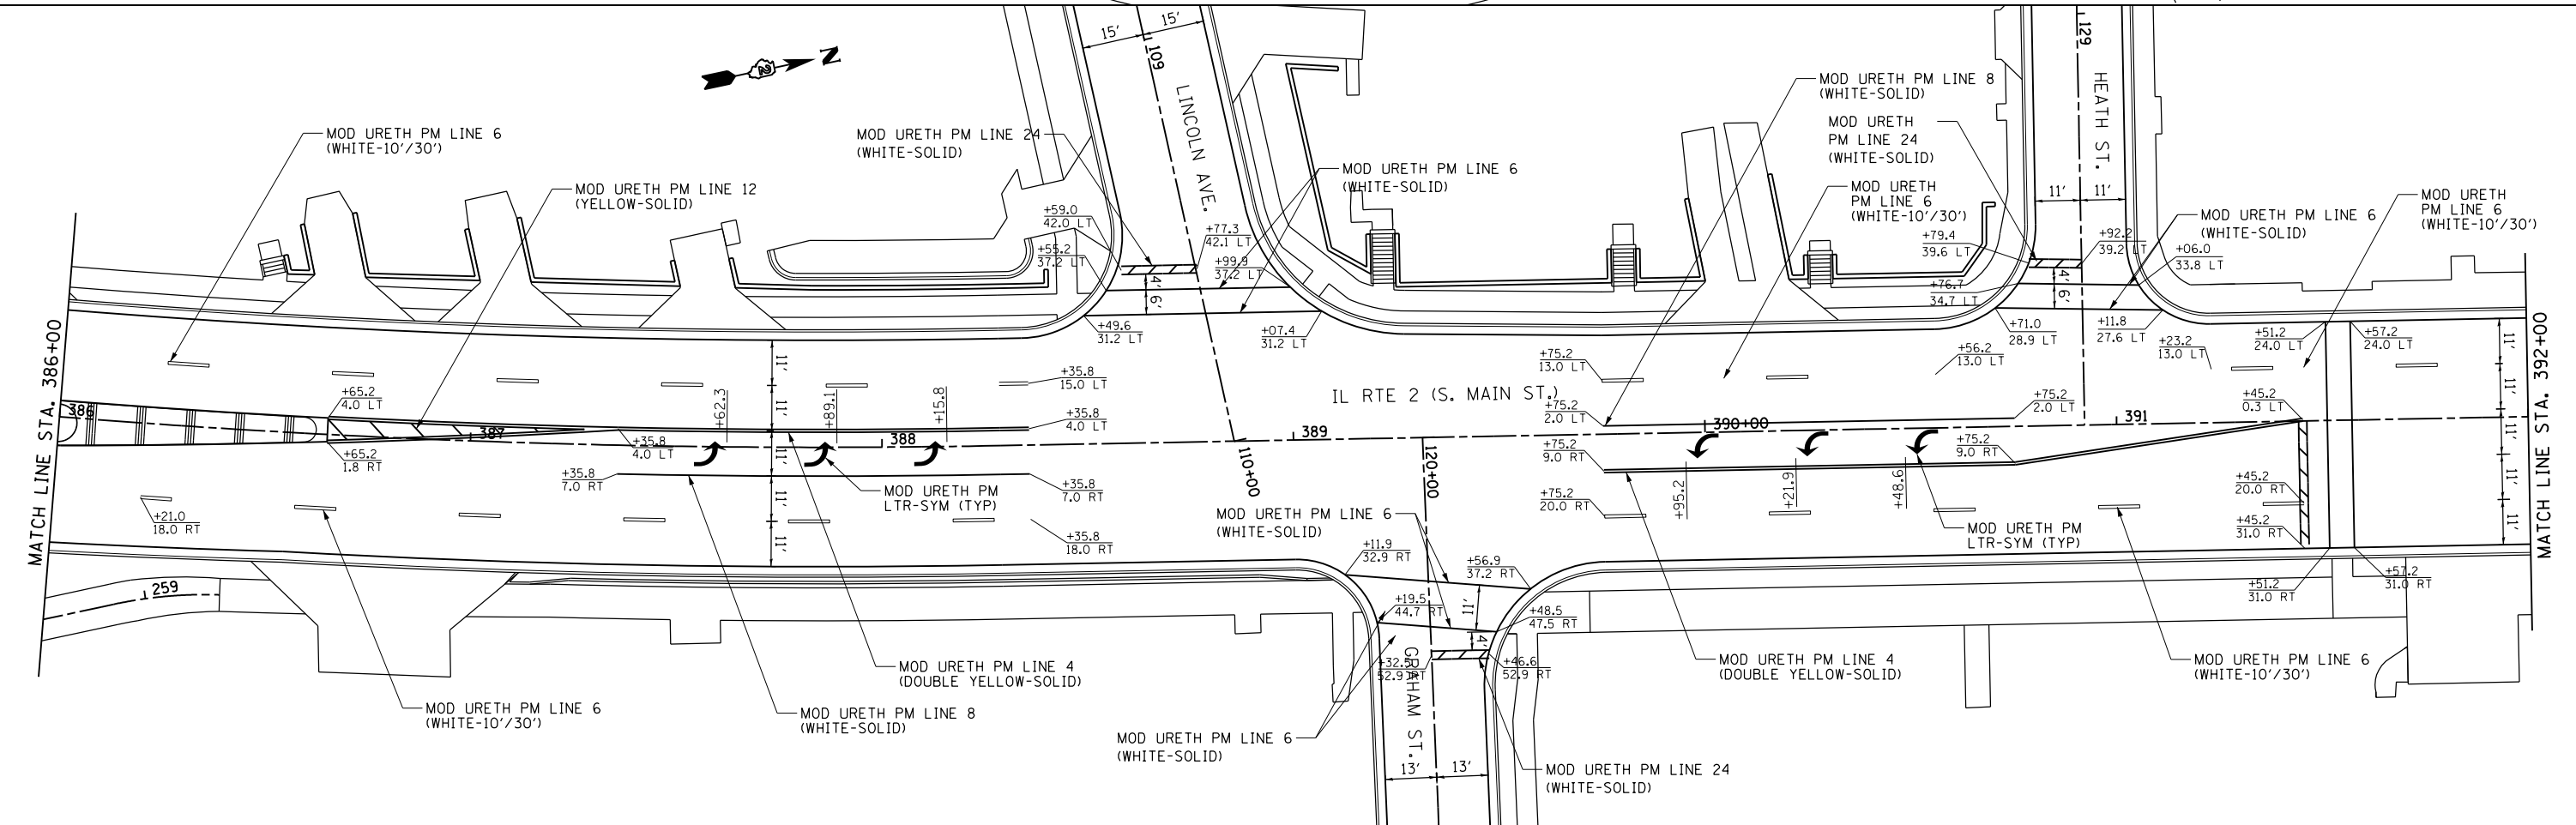 15'
15'
109
N
2
129
MOD URETH PM LINE 6
(WHITE-10'/30')
MOD URETH PM LINE 12
(YELLOW-SOLID)
MOD URETH PM LINE 24
(WHITE-SOLID)
LINCOLN AVE.
MOD URETH PM LINE 6
(WHITE-SOLID)
MOD URETH PM LINE 8
(WHITE-SOLID)
MOD URETH
PM LINE 24
(WHITE-SOLID)
MOD URETH
PM LINE 6
(WHITE-10'/30')
HEATH ST.
11'
11'
MOD URETH PM LINE 6
(WHITE-SOLID)
MOD URETH
PM LINE 6
(WHITE-10'/30')
+59.0
42.0 LT
+55.2
37.2 LT
+77.3
42.1 LT
+99.9
37.2 LT
4'
6'
+49.6
31.2 LT
+07.4
31.2 LT
+79.4
39.6 LT
+92.2
39.2 LT
+06.0
33.8 LT
+76.7
34.7 LT
4'
6'
+71.0
28.9 LT
+11.8
27.6 LT
+23.2
13.0 LT
+51.2
24.0 LT
+57.2
24.0 LT
MATCH LINE STA. 386+00
386
+65.2
4.0 LT
+65.2
1.8 RT
387
+35.8
4.0 LT
+35.8
7.0 RT
+21.0
18.0 RT
11'
11'
11'
11'
11'
+62.3
+89.1
+15.8
388
+35.8
15.0 LT
+35.8
4.0 LT
+35.8
7.0 RT
+35.8
18.0 RT
MOD URETH PM
LTR-SYM (TYP)
110+00
389
IL RTE 2 (S. MAIN ST.)
120+00
+75.2
13.0 LT
+75.2
2.0 LT
+75.2
9.0 RT
+75.2
20.0 RT
+56.2
13.0 LT
+75.2
2.0 LT
390+00
+75.2
9.0 RT
+95.2
+21.9
+48.6
391
MOD URETH PM
LTR-SYM (TYP)
+45.2
0.3 LT
+45.2
20.0 RT
+45.2
31.0 RT
11'
11'
11'
11'
11'
MATCH LINE STA. 392+00
+51.2
31.0 RT
+57.2
31.0 RT
259
MOD URETH PM LINE 6
(WHITE-SOLID)
+11.9
32.9 RT
+56.9
37.2 RT
+19.5
44.7 RT
11'
+48.5
47.5 RT
4'
52.9 RT
+46.6
52.9 RT
GRAHAM ST.
13'
13'
MOD URETH PM LINE 6
(WHITE-10'/30')
MOD URETH PM LINE 4
(DOUBLE YELLOW-SOLID)
MOD URETH PM LINE 8
(WHITE-SOLID)
MOD URETH PM LINE 6
(WHITE-SOLID)
MOD URETH PM LINE 24
(WHITE-SOLID)
MOD URETH PM LINE 4
(DOUBLE YELLOW-SOLID)
MOD URETH PM LINE 6
(WHITE-10'/30')